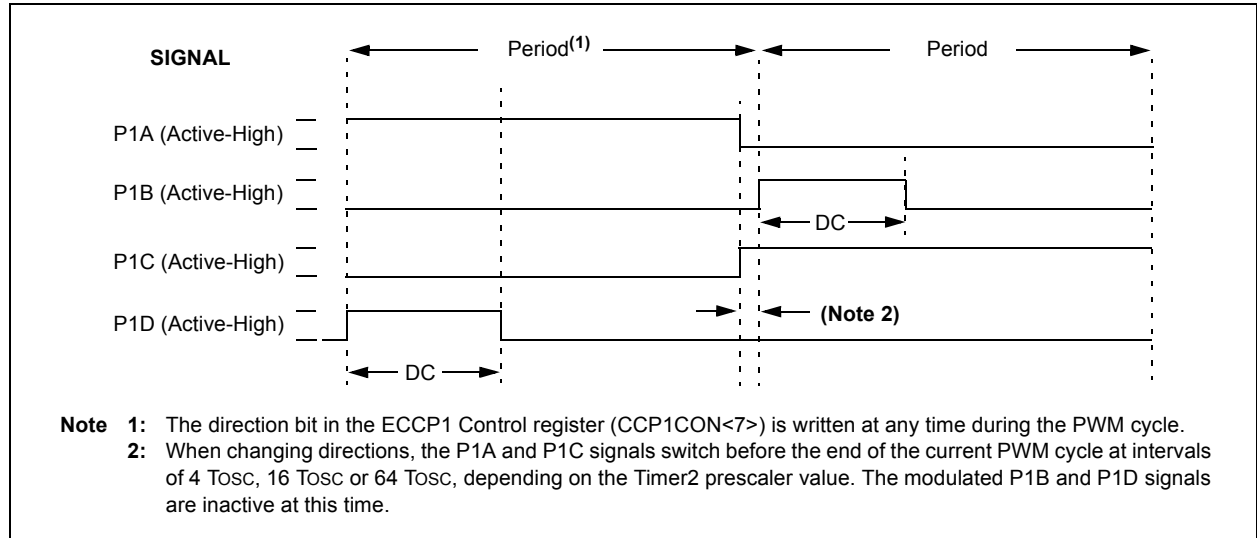 SIGNAL
Period(1)
Period
P1A (Active-High)
P1B (Active-High)
DC
P1C (Active-High)
P1D (Active-High)
(Note 2)
DC
Note 1: The direction bit in the ECCP1 Control register (CCP1CON<7>) is written at any time during the PWM cycle.
2: When changing directions, the P1A and P1C signals switch before the end of the current PWM cycle at intervals
of 4 TOSC, 16 TOSC or 64 TOSC, depending on the Timer2 prescaler value. The modulated P1B and P1D signals
are inactive at this time.